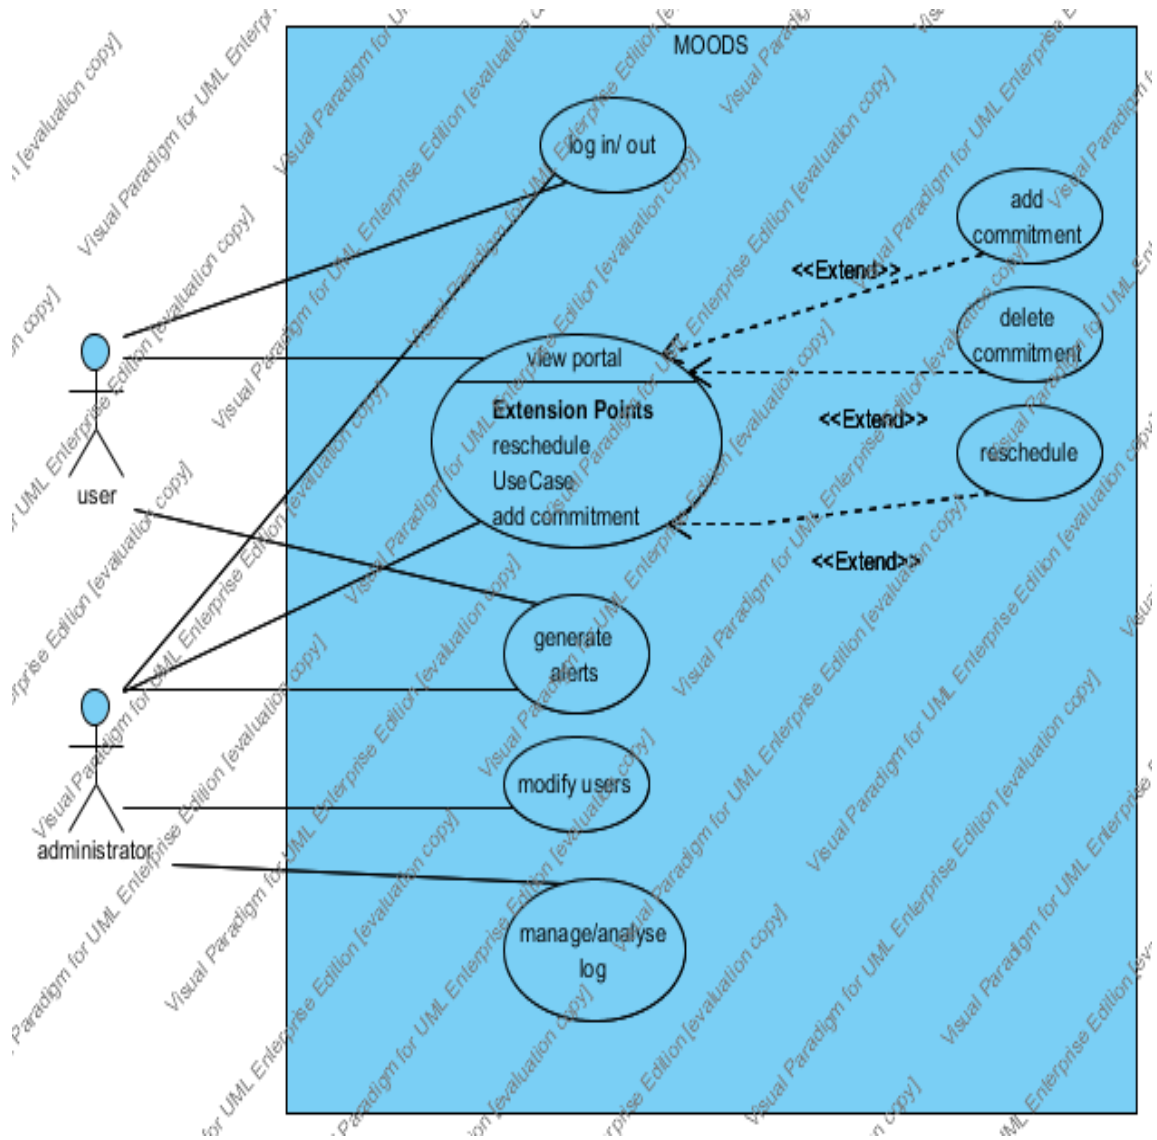 MOODS
log in/ out
add
commitment
<<Extend>>
delete
commitment
view portal
Extension Points
reschedule
UseCase
add commitment
<<Extend>>
reschedule
user
<<Extend>>
generate
alerts
modify users
administrator
manage/analyse
log
Visual Paradigm for UML Enterprise Edition [evaluation copy]